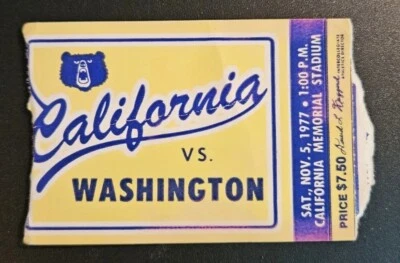 California
VS.
WASHINGTON
SAT., NOV. 5, 1977 • 1:00 P.M.
CALIFORNIA MEMORIAL STADIUM
PRICE $7.50